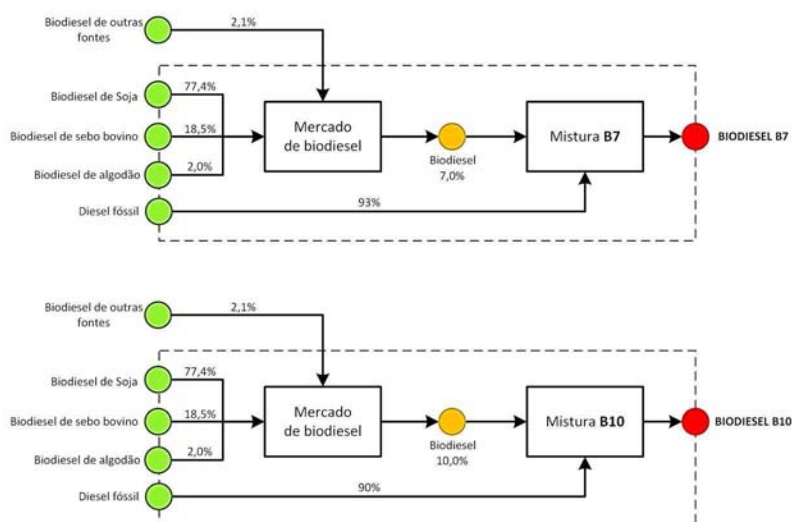 Biodiesel de outras
fontes
2,1%
Biodiesel de Soja
77,4%
Biodiesel de sebo bovino
18,5%
Biodiesel de algodão
2,0%
Diesel fóssil
93%
Mercado
de biodiesel
Biodiesel
7,0%
Mistura B7
BIODIESEL B7
Biodiesel de outras
fontes
2,1%
Biodiesel de Soja
77,4%
Biodiesel de sebo bovino
18,5%
Biodiesel de algodão
2,0%
Diesel fóssil
90%
Mercado
de biodiesel
Biodiesel
10,0%
Mistura B10
BIODIESEL B10